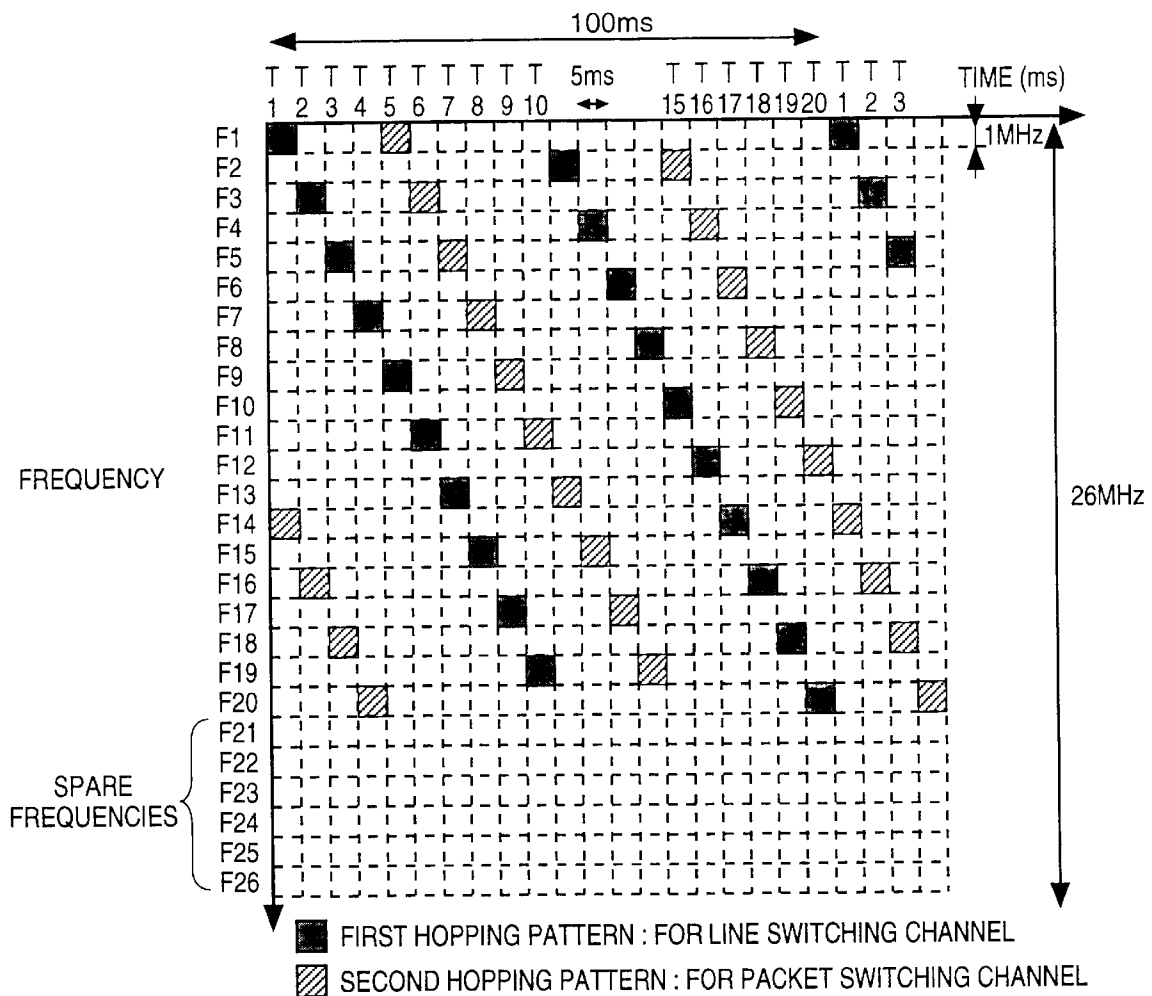 100ms
T T T T T T T T T T 5ms T T T T T T T T T TIME (ms)
1 2 3 4 5 6 7 8 9 10 15 16 17 18 19 20 1 2 3
F1
1MHz
F2
F3
F4
F5
F6
F7
F8
F9
F10
F11
F12
FREQUENCY
F13
26MHz
F14
F15
F16
F17
F18
F19
F20
F21
F22
SPARE
FREQUENCIES
F23
F24
F25
F26
FIRST HOPPING PATTERN : FOR LINE SWITCHING CHANNEL
SECOND HOPPING PATTERN : FOR PACKET SWITCHING CHANNEL